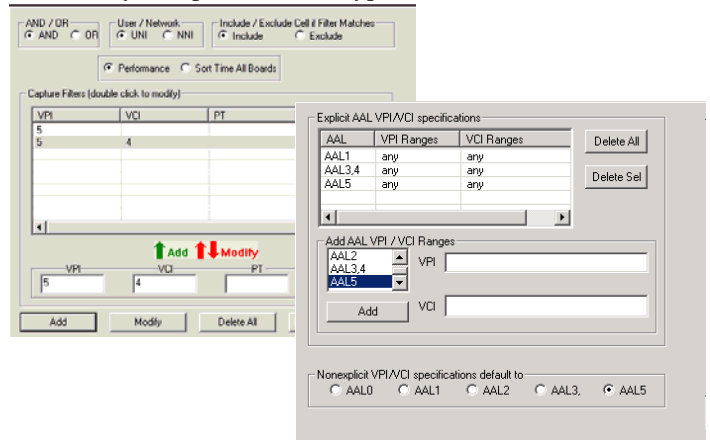 AND / OR
AND OR
User / Network
UNI NNI
Include / Exclude Cell if Filter Matches
Include Exclude
Performance Sort Time All Boards
Capture Filters (double click to modify)
VPI VCI PT
5
5 4
Add Modify
VPI VCI PT
5 4
Add Modify Delete All
Explicit AAL VPI/VCI specifications
AAL VPI Ranges VCI Ranges
AAL1 any any
AAL3,4 any any
AAL5 any any
Delete All
Delete Sel
Add AAL VPI / VCI Ranges
AAL2
AAL3,4
AAL5
VPI
Add
VCI
Nonexplicit VPI/VCI specifications default to
AAL0 AAL1 AAL2 AAL3, AAL5